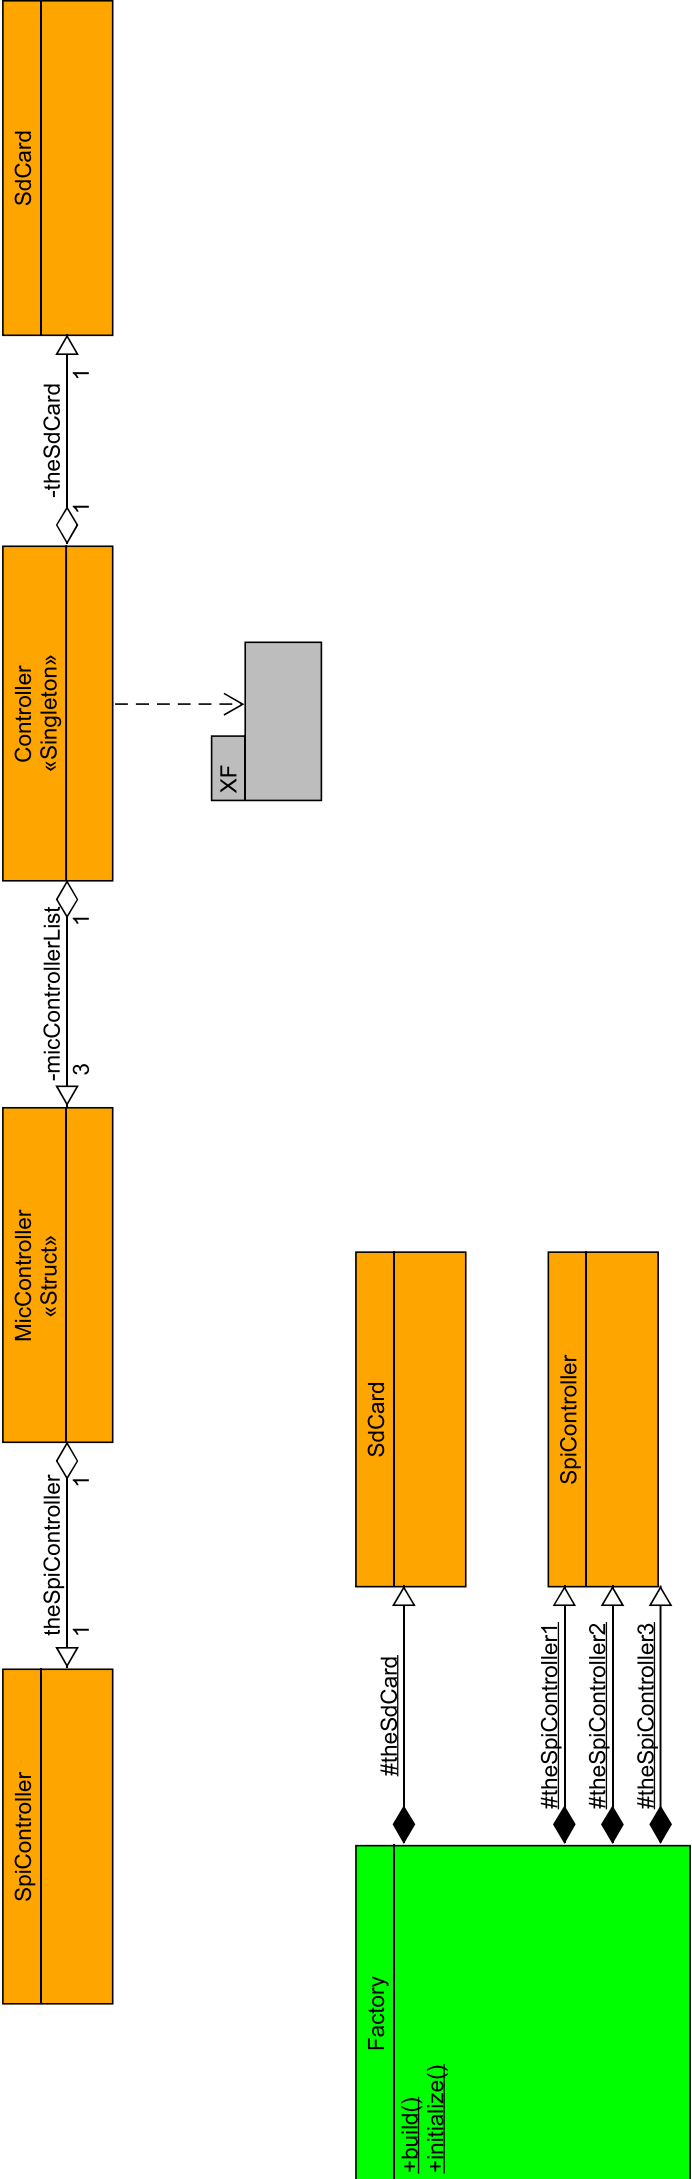 SpiController
theSpiController
1
1
MicController
«Struct»
-micControllerList
3
1
Controller
«Singleton»
-theSdCard
1
1
SdCard
XF
Factory
+build()
+initialize()
#theSdCard
SdCard
#theSpiController1
#theSpiController2
#theSpiController3
SpiController